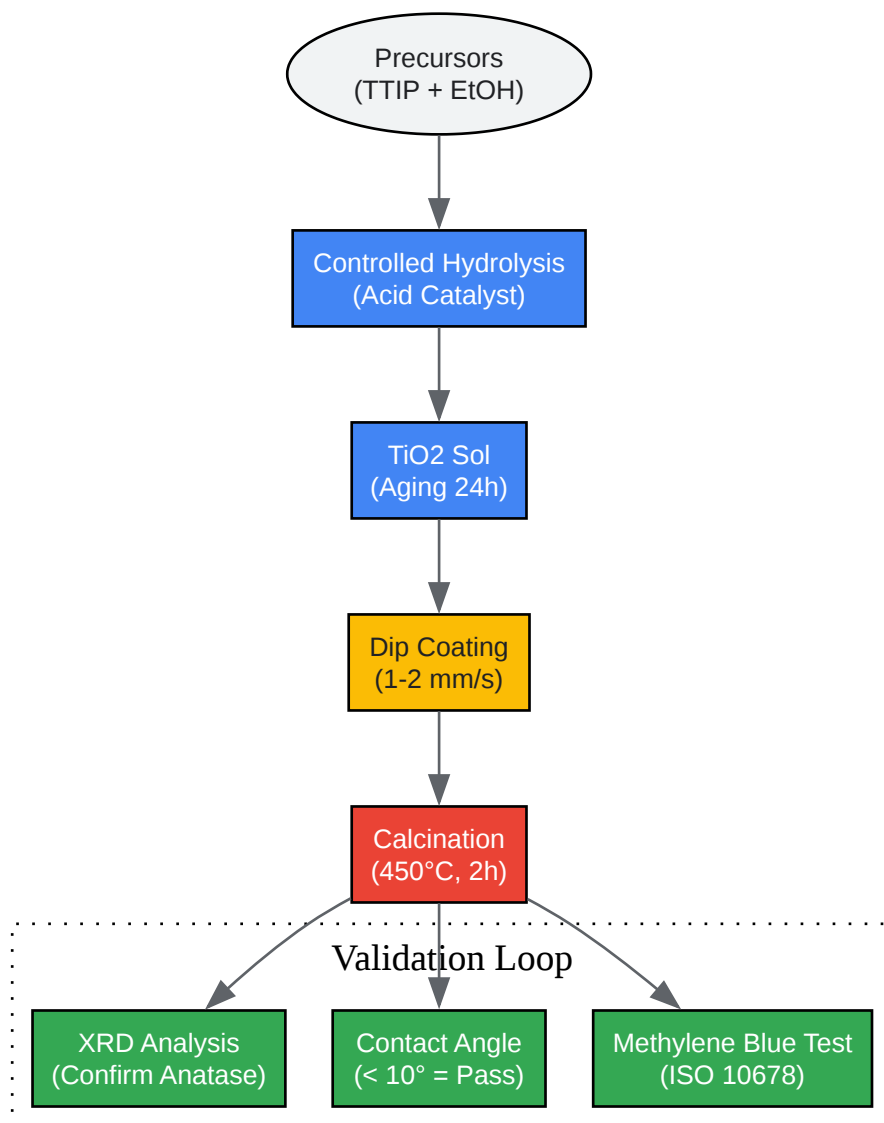 Precursors
(TTIP + EtOH)
Controlled Hydrolysis
(Acid Catalyst)
TiO2 Sol
(Aging 24h)
Dip Coating
(1-2 mm/s)
Calcination
(450°C, 2h)
Validation Loop
XRD Analysis
(Confirm Anatase)
Contact Angle
(< 10° = Pass)
Methylene Blue Test
(ISO 10678)